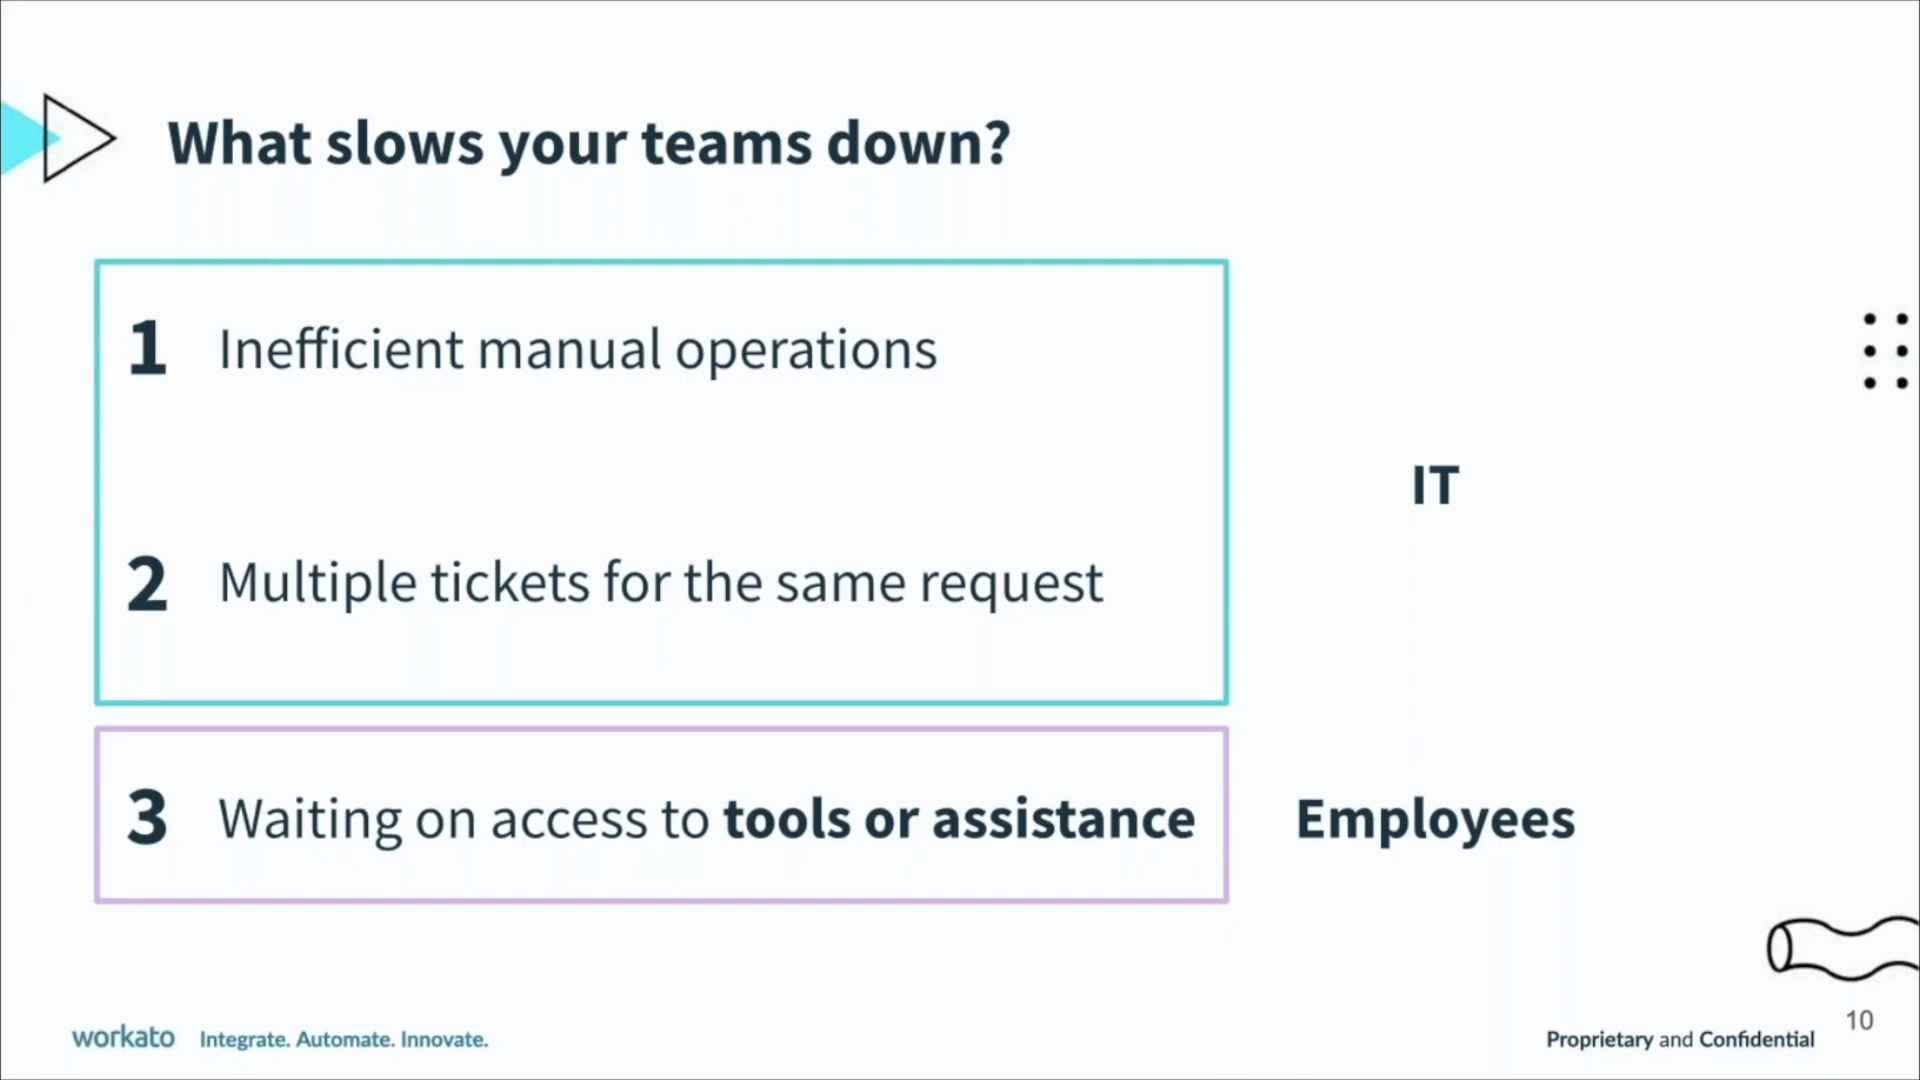 What slows your teams down?
1 Inefficient manual operations
IT
2 Multiple tickets for the same request
3 Waiting on access to tools or assistance
Employees
workato Integrate. Automate. Innovate.
Proprietary and Confidential
10